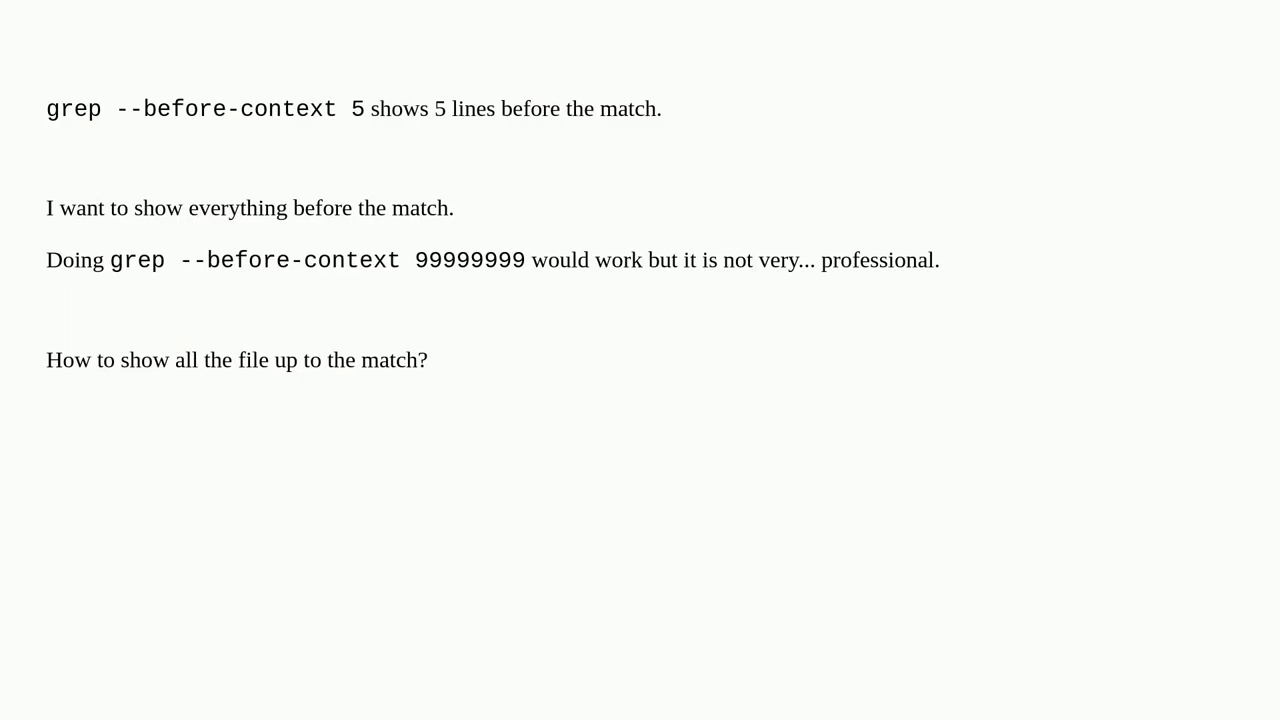 grep --before-context 5 shows 5 lines before the match.
I want to show everything before the match.
Doing grep --before-context 99999999 would work but it is not very... professional.
How to show all the file up to the match?